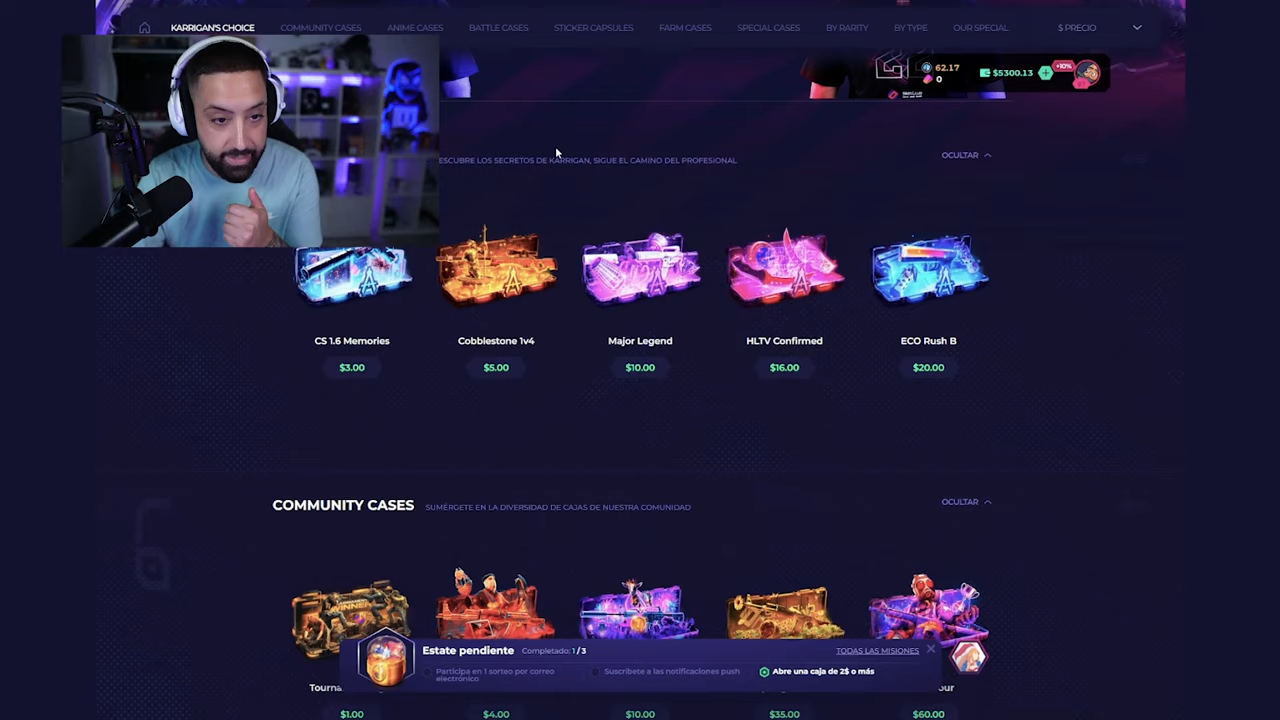 KARRIGAN'S CHOICE COMMUNITY CASES ANIME CASES BATTLE CASES STICKER CAPSULES FARM CASES SPECIAL CASES BY RARITY BY TYPE OUR SPECIAL $ PRECIO
62.17
0
$5300.13
+10%
ESCUBRE LOS SECRETOS DE KARRIGAN, SIGUE EL CAMINO DEL PROFESIONAL
OCULTAR
CS 1.6 Memories Cobblestone 1v4 Major Legend HLTV Confirmed ECO Rush B
$3.00 $5.00 $10.00 $16.00 $20.00
COMMUNITY CASES SUMÉRGETE EN LA DIVERSIDAD DE CAJAS DE NUESTRA COMUNIDAD OCULTAR
WINNER
Estate pendiente Completado: 1 / 3 TODAS LAS MISIONES
Participa en 1 sorteo por correo
electrónico
Suscríbete a las notificaciones push
Abre una caja de 2$ o más
Tourna our
$1.00 $4.00 $10.00 $35.00 $60.00